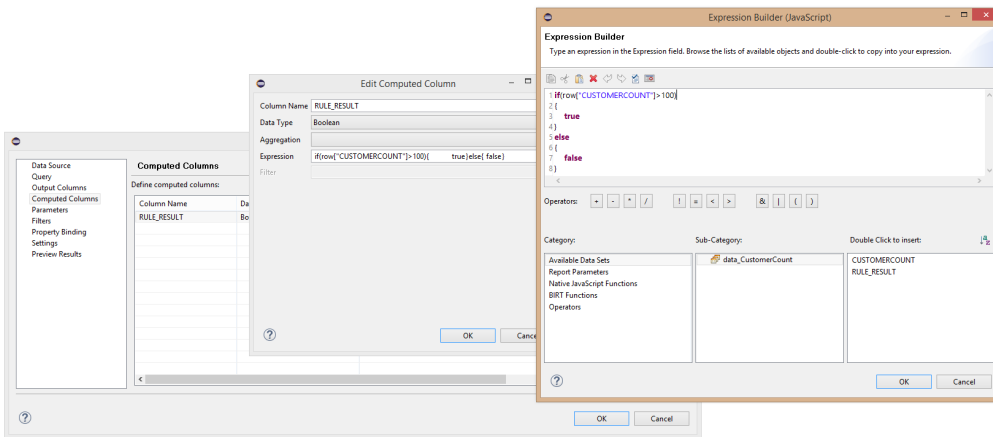 Expression Builder (JavaScript)
Expression Builder
Type an expression in the Expression field. Browse the lists of available objects and double-click to copy into your expression.
1 if(row["CUSTOMERCOUNT"]>100)
2 {
3 true
4 }
5 else
6 {
7 false
8 }
Operators: + - * / ! = < > & | ( )
Category: Sub-Category: Double Click to insert:
Available Data Sets
Report Parameters
Native JavaScript Functions
BIRT Functions
Operators
data_CustomerCount
CUSTOMERCOUNT
RULE_RESULT
OK Cancel
Edit Computed Column
Column Name RULE_RESULT
Data Type Boolean
Aggregation
Expression if(row["CUSTOMERCOUNT"]>100){ true}else{ false}
Filter
OK Cance
Data Source
Query
Output Columns
Computed Columns
Parameters
Filters
Property Binding
Settings
Preview Results
Computed Columns
Define computed columns:
Column Name Da
RULE_RESULT Bo
OK Cancel